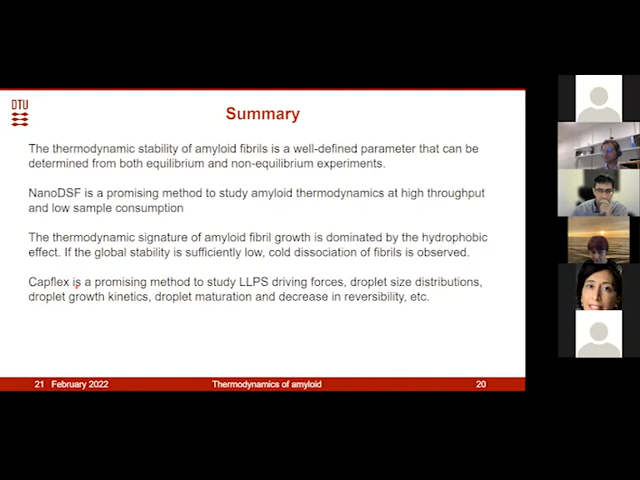 DTU
Summary
The thermodynamic stability of amyloid fibrils is a well-defined parameter that can be
determined from both equilibrium and non-equilibrium experiments.
NanoDSF is a promising method to study amyloid thermodynamics at high throughput
and low sample consumption
The thermodynamic signature of amyloid fibril growth is dominated by the hydrophobic
effect. If the global stability is sufficiently low, cold dissociation of fibrils is observed.
Capflex is a promising method to study LLPS driving forces, droplet size distributions,
droplet growth kinetics, droplet maturation and decrease in reversibility, etc.
21 February 2022 Thermodynamics of amyloid 20